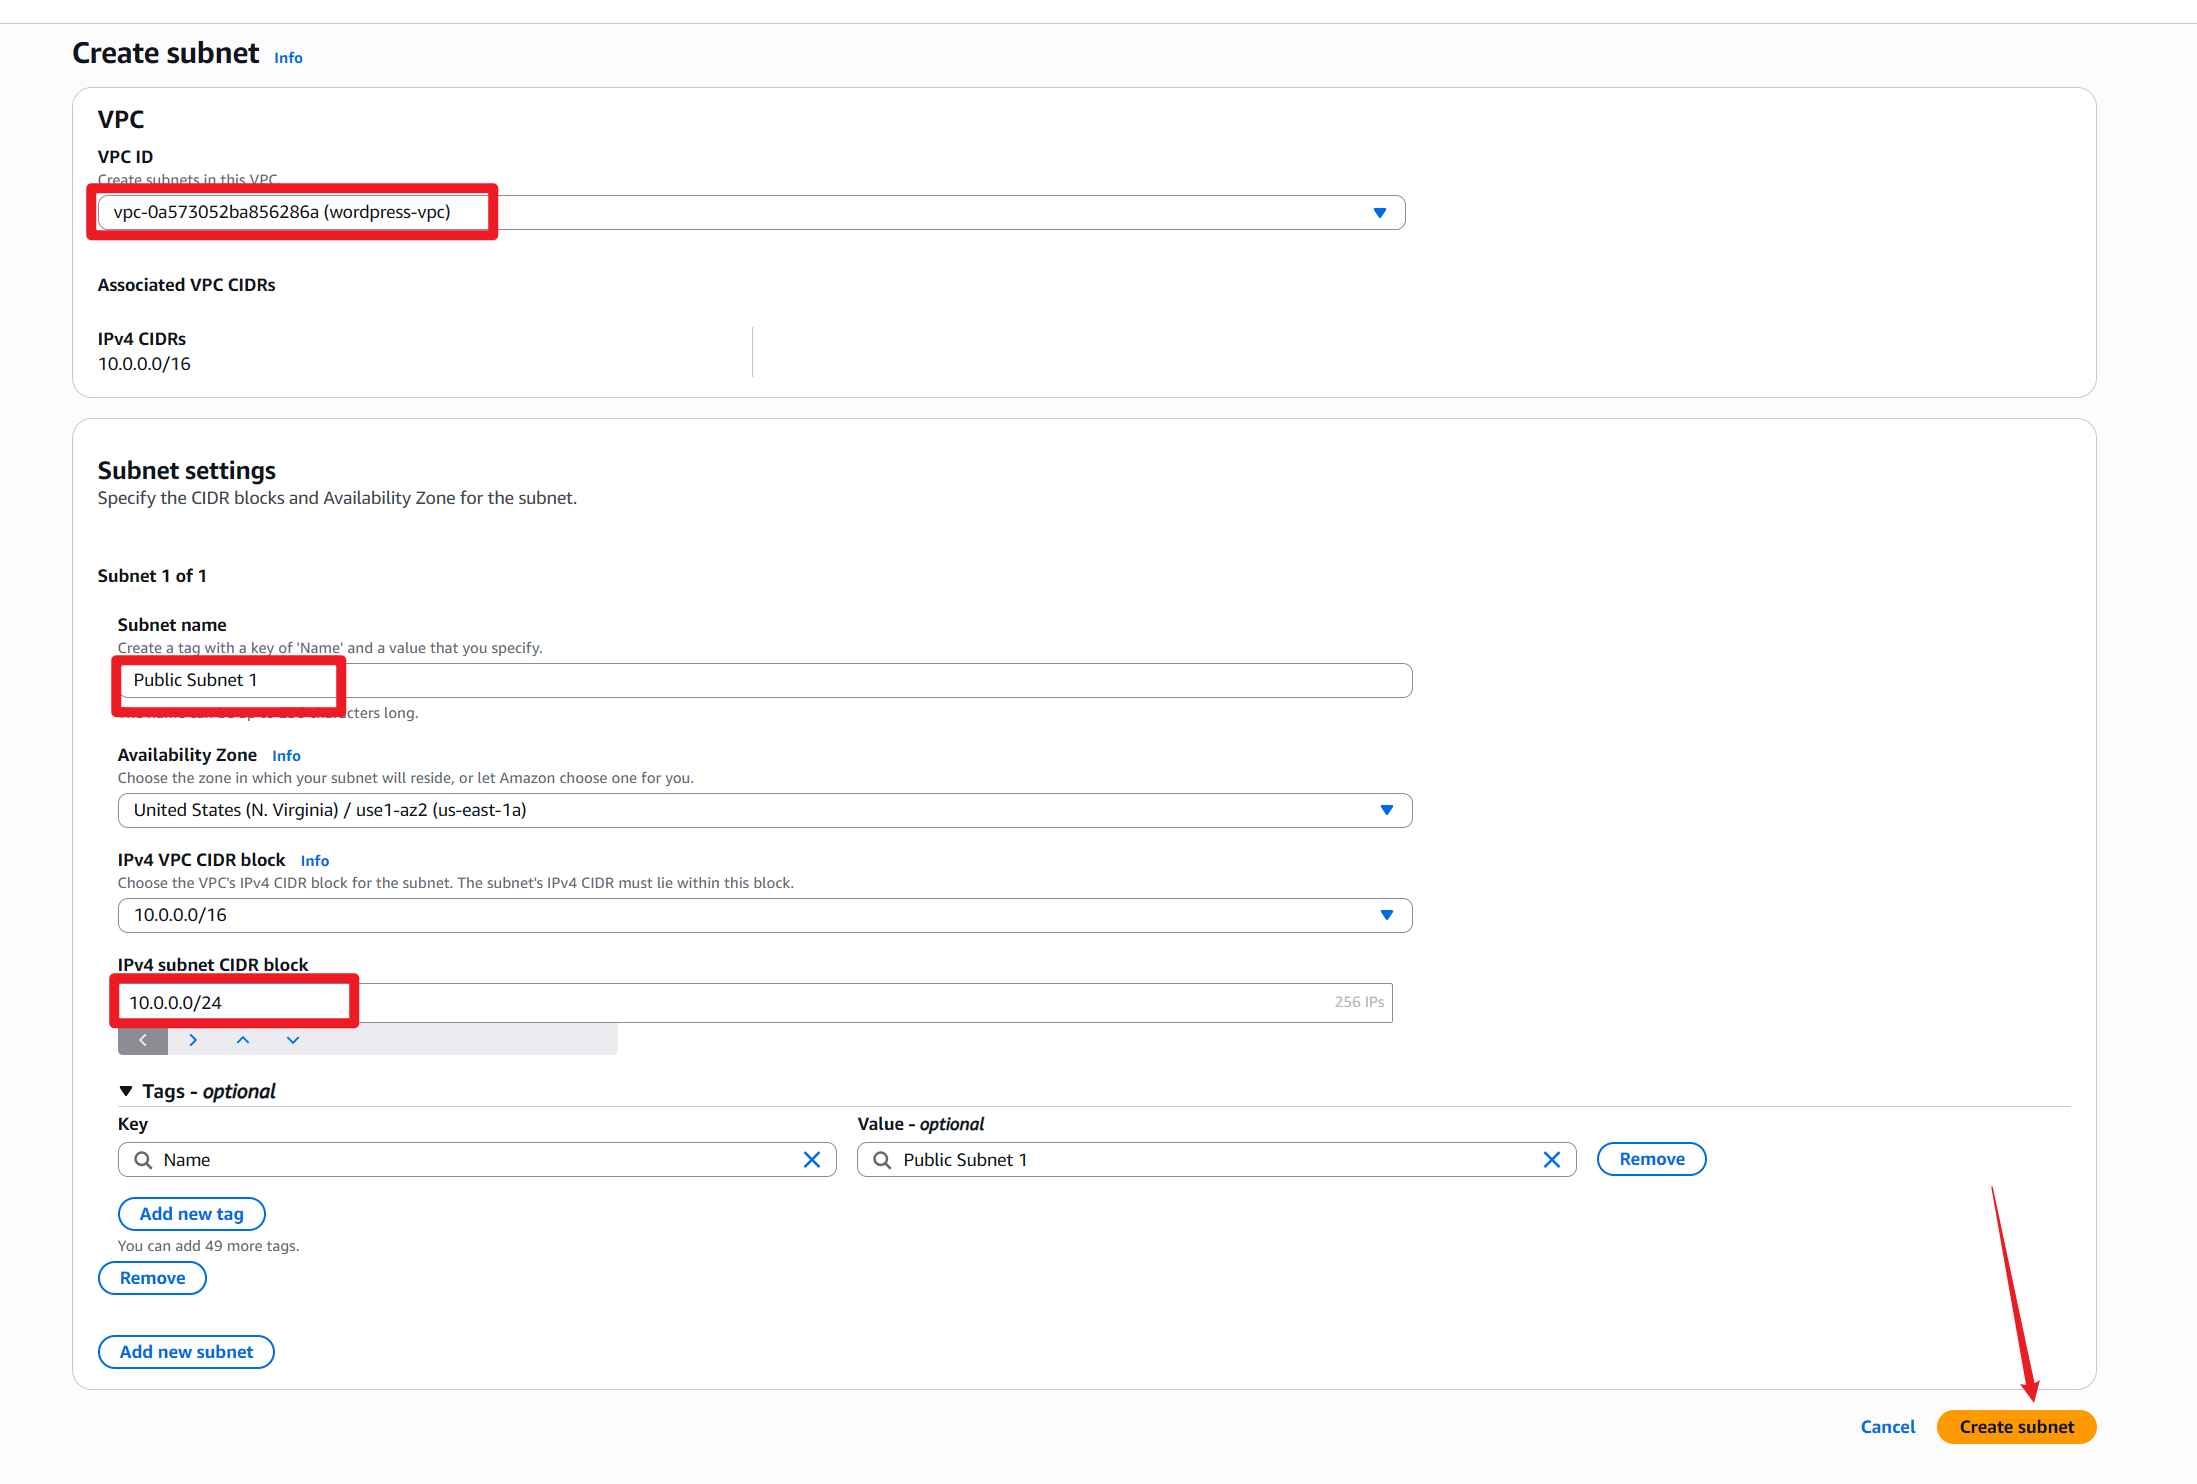 Create subnet Info
VPC
VPC ID
Create subnets in this VPC
vpc-0a573052ba856286a (wordpress-vpc)
Associated VPC CIDRs
IPv4 CIDRs
10.0.0.0/16
Subnet settings
Specify the CIDR blocks and Availability Zone for the subnet.
Subnet 1 of 1
Subnet name
Create a tag with a key of 'Name' and a value that you specify.
Public Subnet 1
long.
Availability Zone Info
Choose the zone in which your subnet will reside, or let Amazon choose one for you.
United States (N. Virginia) / use1-az2 (us-east-1a)
IPv4 VPC CIDR block Info
Choose the VPC's IPv4 CIDR block for the subnet. The subnet's IPv4 CIDR must lie within this block.
10.0.0.0/16
IPv4 subnet CIDR block
10.0.0.0/24 256 IPs
Tags - optional
Key Value - optional
Name Public Subnet 1 Remove
Add new tag
You can add 49 more tags.
Remove
Add new subnet
Cancel Create subnet